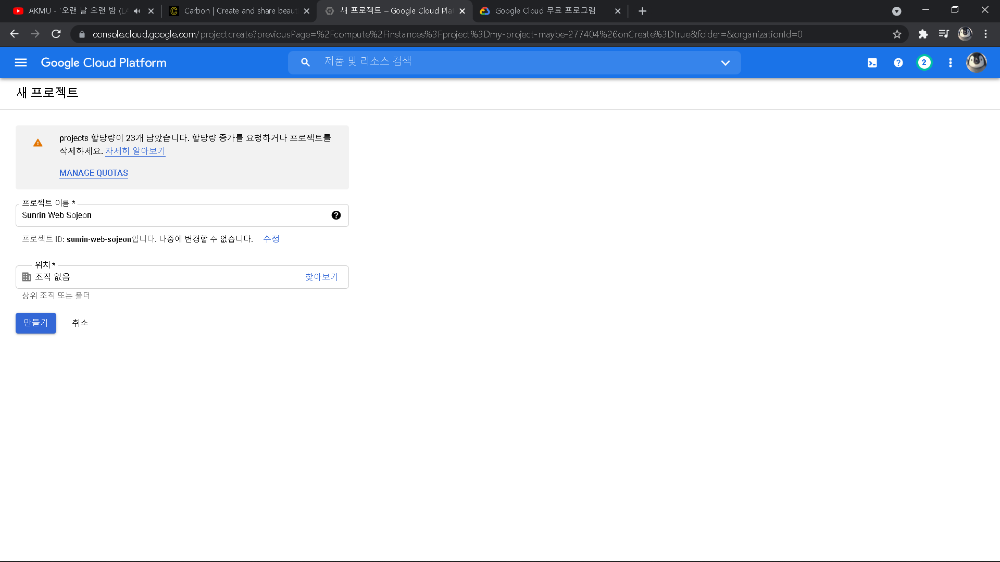 AKMU - '오랜 날 오랜 밤 (LA
Carbon | Create and share beaut
새 프로젝트 – Google Cloud Plat
Google Cloud 무료 프로그램
console.cloud.google.com/projectcreate?previousPage=%2Fcompute%2Finstances%3Fproject%3Dmy-project-maybe-277404%26onCreate%3Dtrue&folder=&organizationId=0
Google Cloud Platform
제품 및 리소스 검색
2
새 프로젝트
projects 할당량이 23개 남았습니다. 할당량 증가를 요청하거나 프로젝트를
삭제하세요. 자세히 알아보기
MANAGE QUOTAS
프로젝트 이름 *
Sunrin Web Sojeon
프로젝트 ID: sunrin-web-sojeon입니다. 나중에 변경할 수 없습니다. 수정
위치 *
조직 없음 찾아보기
상위 조직 또는 폴더
만들기 취소